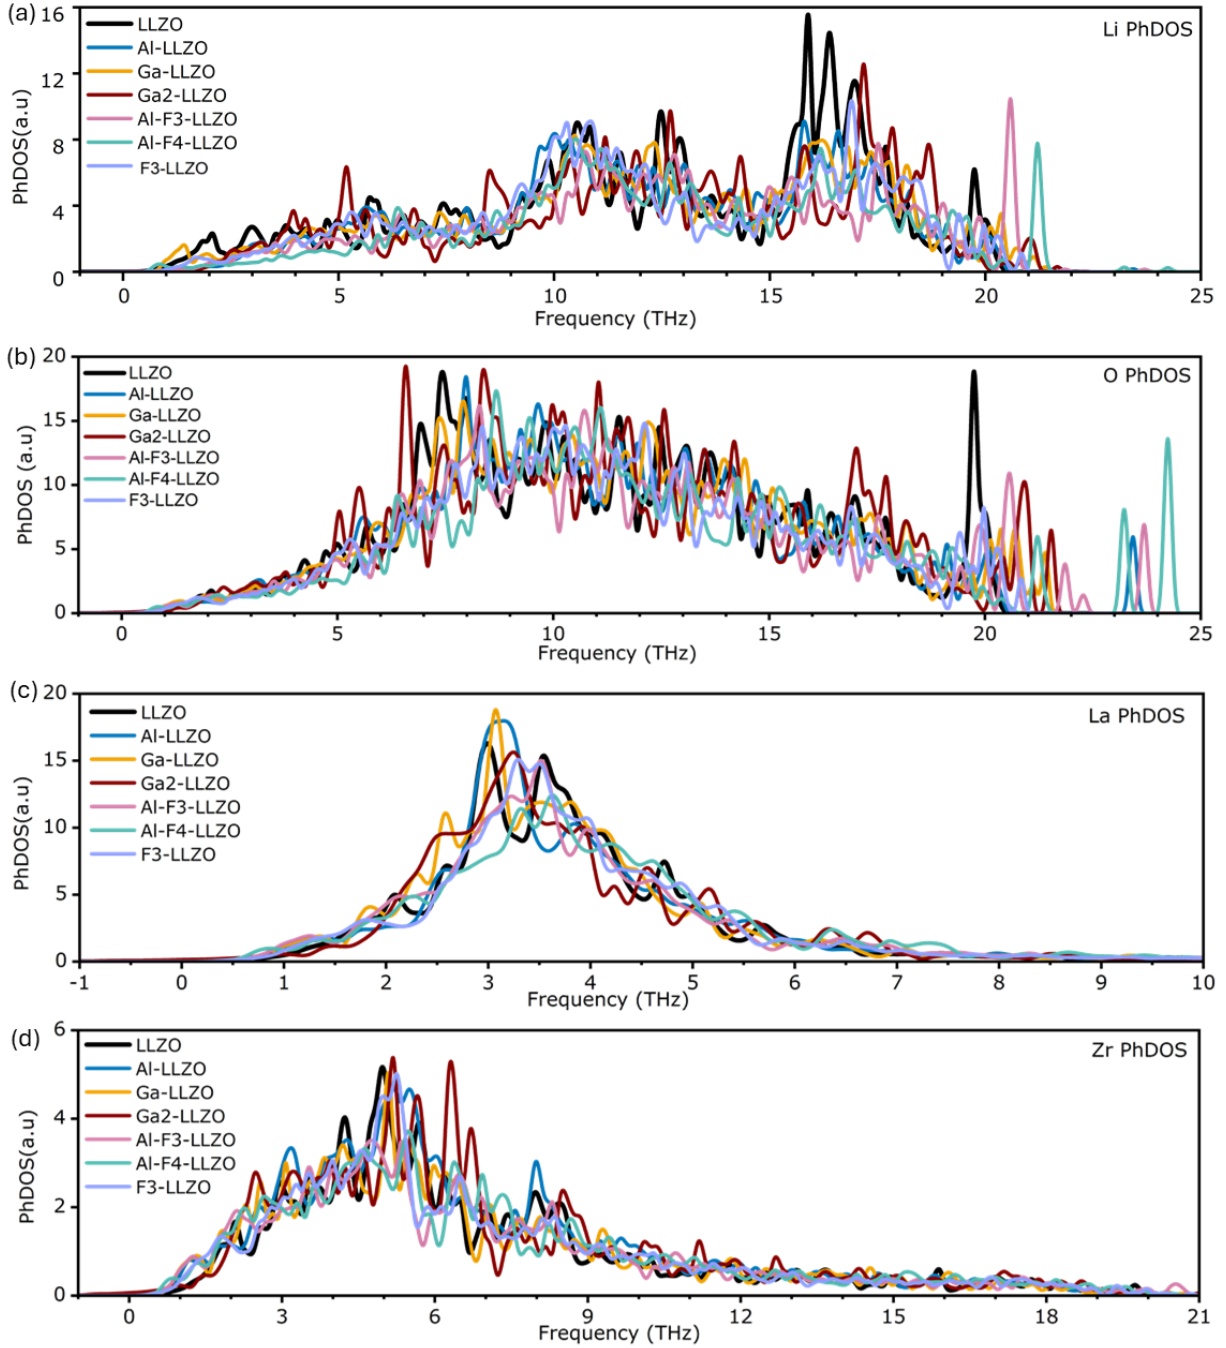 (a)
16
12
8
4
0
PhDOS(a.u)
LLZO
Al-LLZO
Ga-LLZO
Ga2-LLZO
Al-F3-LLZO
Al-F4-LLZO
F3-LLZO
Li PhDOS
0 5 10 15 20 25
Frequency (THz)
(b)
20
15
10
5
0
PhDOS (a.u)
LLZO
Al-LLZO
Ga-LLZO
Ga2-LLZO
Al-F3-LLZO
Al-F4-LLZO
F3-LLZO
O PhDOS
0 5 10 15 20 25
Frequency (THz)
(c)
20
15
10
5
0
PhDOS(a.u)
LLZO
Al-LLZO
Ga-LLZO
Ga2-LLZO
Al-F3-LLZO
Al-F4-LLZO
F3-LLZO
La PhDOS
-1 0 1 2 3 4 5 6 7 8 9 10
Frequency (THz)
(d)
6
4
2
0
PhDOS(a.u)
LLZO
Al-LLZO
Ga-LLZO
Ga2-LLZO
Al-F3-LLZO
Al-F4-LLZO
F3-LLZO
Zr PhDOS
0 3 6 9 12 15 18 21
Frequency (THz)